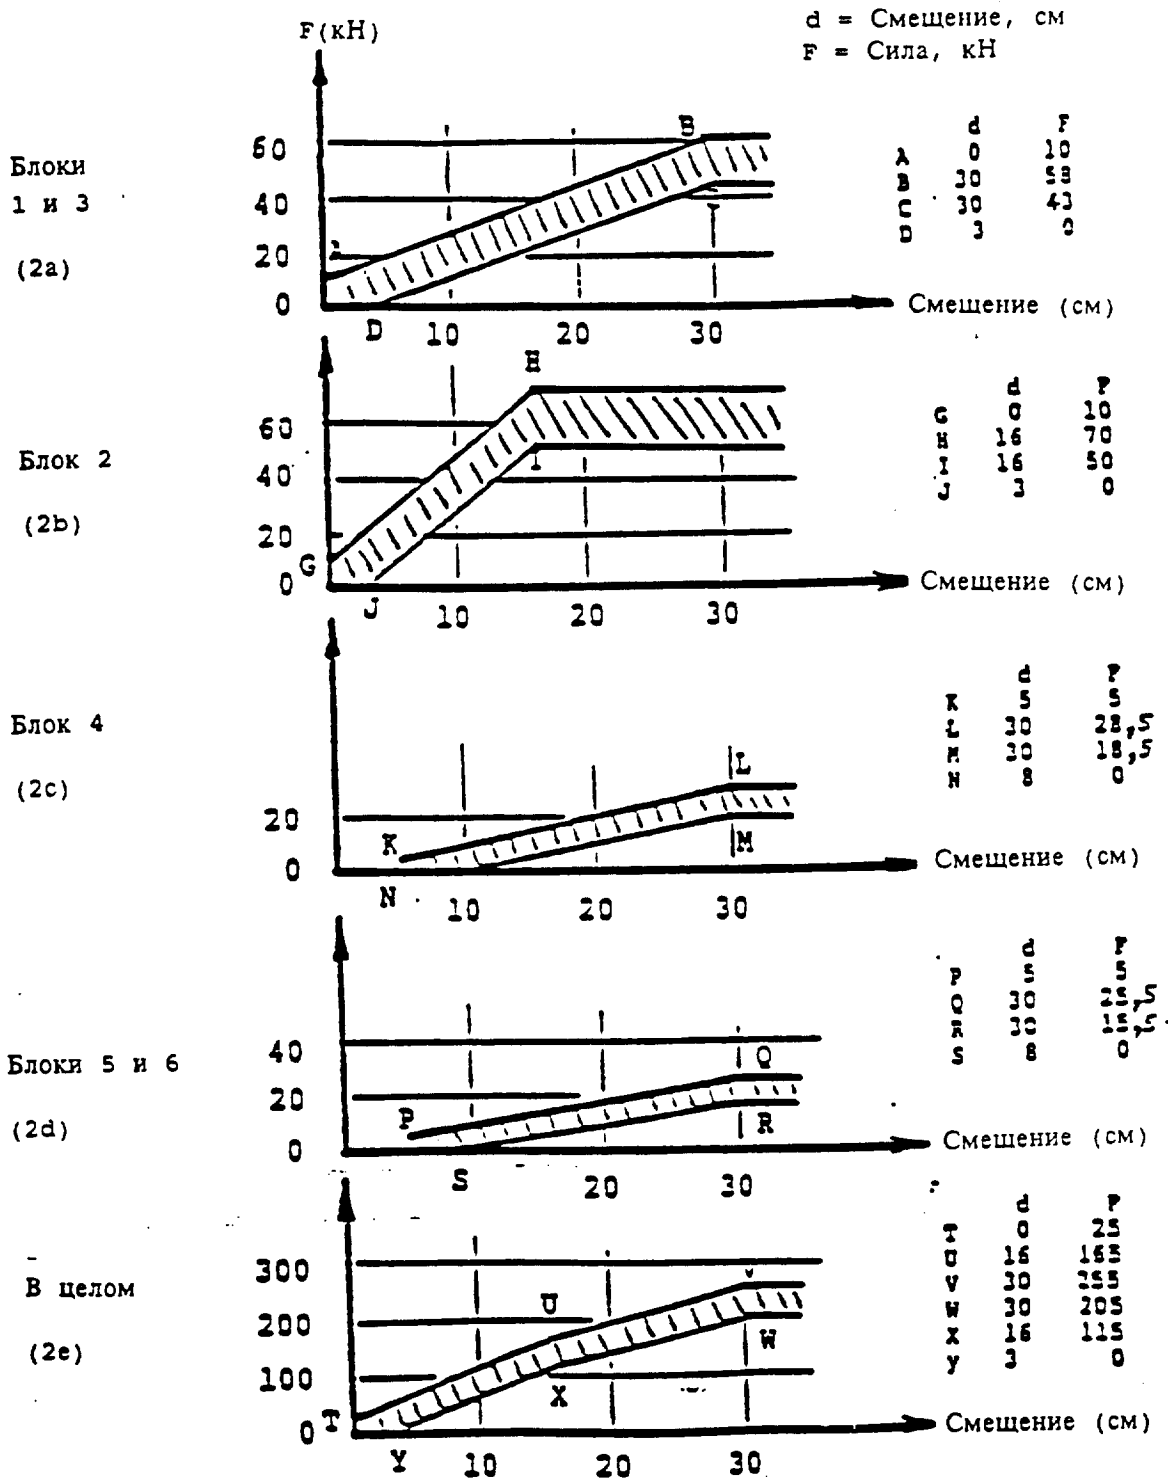 d = Смещение, см
F = Сила, кН
F(кН)
Блоки
1 и 3
(2a)
60
40
20
0
B
D
10
20
30
Смещение (см)
d F
A 0 10
B 30 58
C 30 43
D 3 0
Блок 2
(2b)
60
40
20
0
G
H
I
J
10
20
30
Смещение (см)
d F
G 0 10
H 16 70
I 16 50
J 3 0
Блок 4
(2c)
20
0
K
L
M
N
10
20
30
Смещение (см)
d F
K 5 5
L 30 28,5
M 30 18,5
N 8 0
Блоки 5 и 6
(2d)
40
20
0
P
Q
R
S
20
30
Смещение (см)
d F
P 5 5
Q 30 25,5
R 30 15,5
S 8 0
В целом
(2e)
300
200
100
0
T
U
W
X
Y
10
20
30
Смещение (см)
d F
T 0 25
U 16 165
V 30 255
W 30 205
X 16 115
Y 3 0